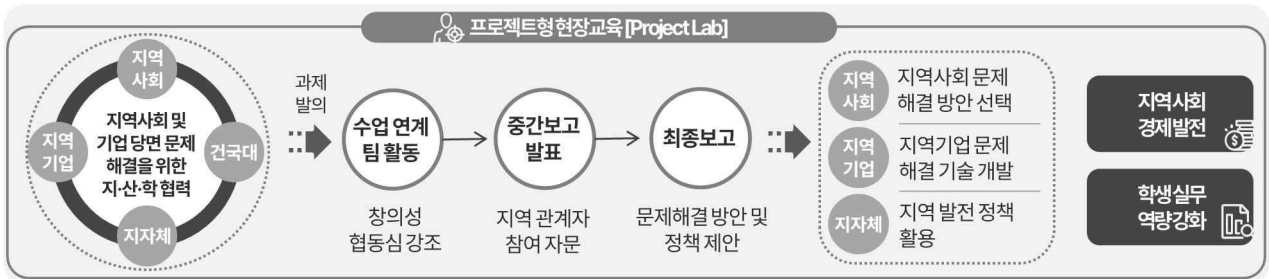 프로젝트형 현장교육 [Project Lab]
지역
사회
지역
기업
건국대
지자체
지역사회 및
기업 당면 문제
해결을 위한
지·산·학 협력
과제
발의
수업 연계
팀 활동
창의성
협동심 강조
중간보고
발표
지역 관계자
참여 자문
최종보고
문제해결 방안 및
정책 제안
지역
사회
지역사회 문제
해결 방안 선택
지역
기업
지역기업 문제
해결 기술 개발
지자체
지역 발전 정책
활용
지역사회
경제발전
학생실무
역량강화